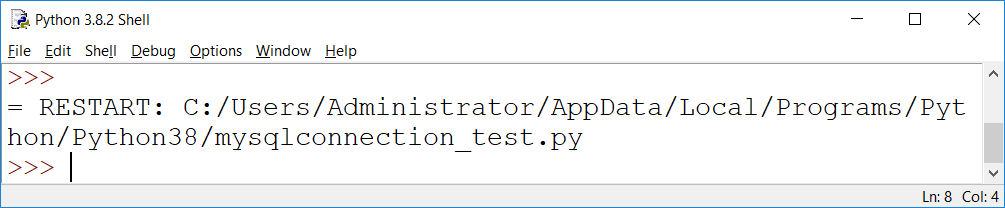 Python 3.8.2 Shell
File Edit Shell Debug Options Window Help
>>>
= RESTART: C:/Users/Administrator/AppData/Local/Programs/Pyt
hon/Python38/mysqlconnection_test.py
>>>
Ln: 8 Col: 4